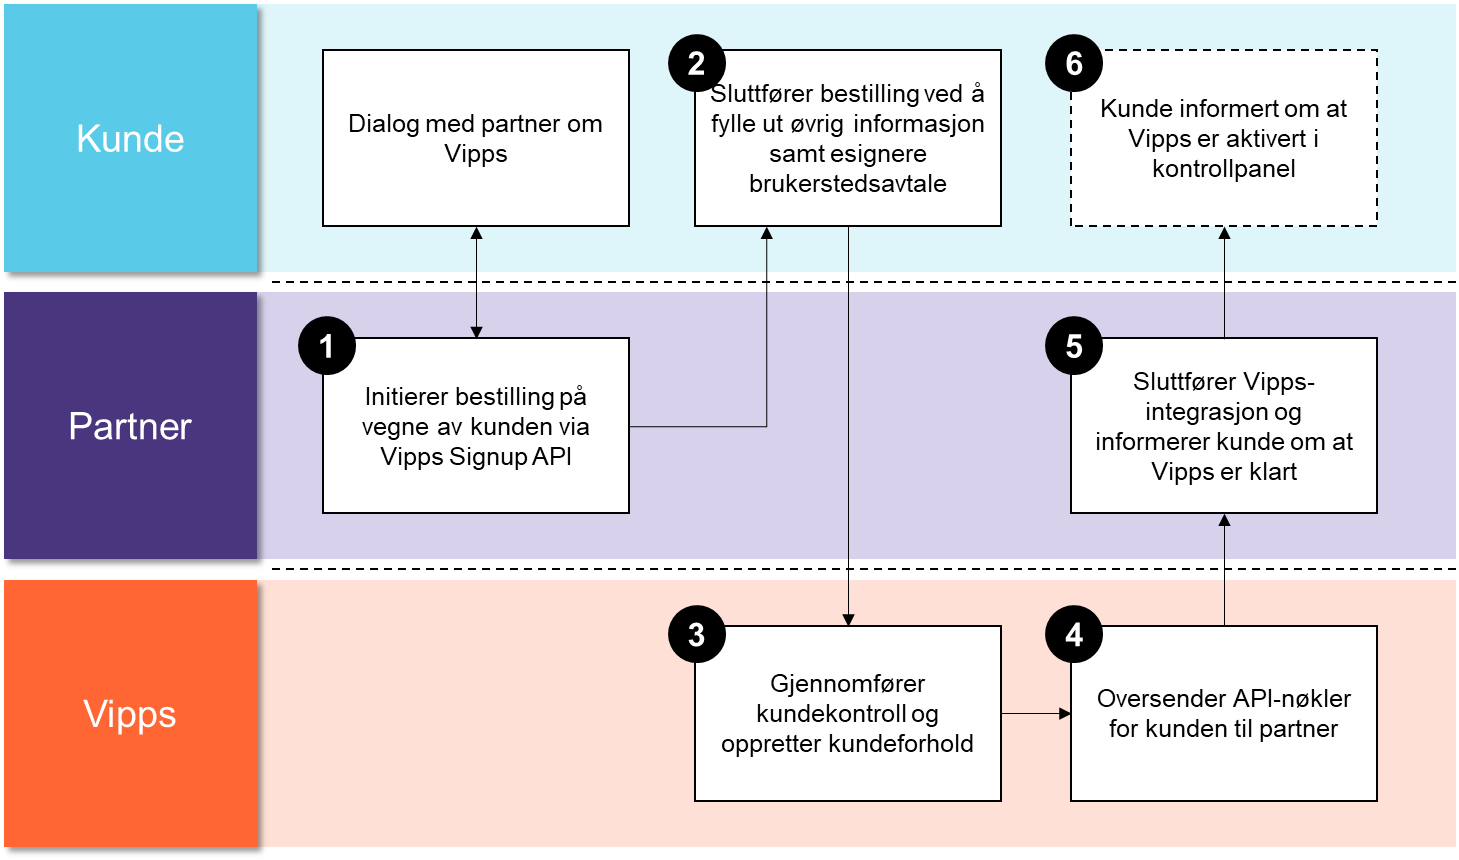 Kunde
Dialog med partner om
Vipps
2
Sluttfører bestilling ved å
fylle ut øvrig informasjon
samt esignere
brukerstedsavtale
6
Kunde informert om at
Vipps er aktivert i
kontrollpanel
Partner
1
Initierer bestilling på
vegne av kunden via
Vipps Signup API
5
Sluttfører Vipps-
integrasjon og
informerer kunde om at
Vipps er klart
Vipps
3
Gjennomfører
kundekontroll og
oppretter kundeforhold
4
Oversender API-nøkler
for kunden til partner